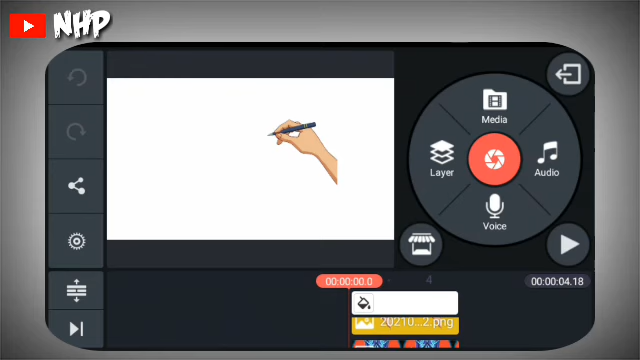 NHP
Media
Layer
Audio
Voice
00:00:00.0
4
00:00:04.18
20210...2.png